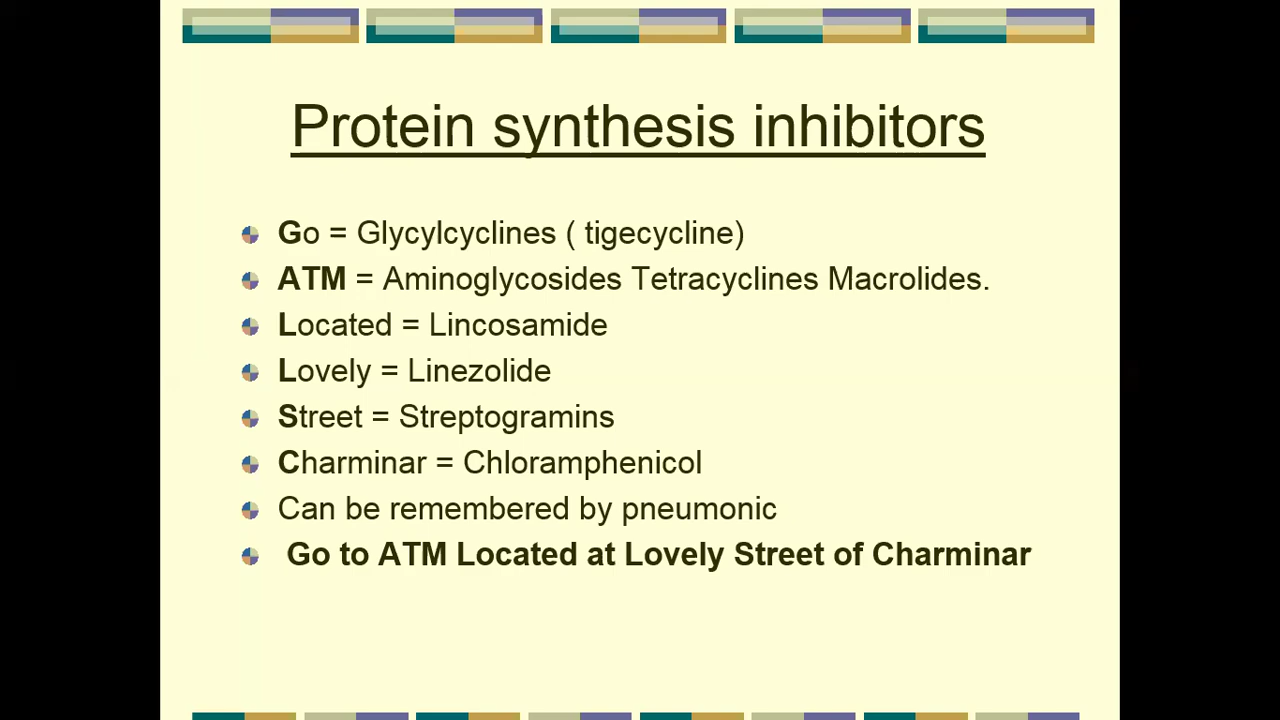 Protein synthesis inhibitors
Go = Glycylcyclines ( tigecycline)
ATM = Aminoglycosides Tetracyclines Macrolides.
Located = Lincosamide
Lovely = Linezolide
Street = Streptogramins
Charminar = Chloramphenicol
Can be remembered by pneumonic
Go to ATM Located at Lovely Street of Charminar